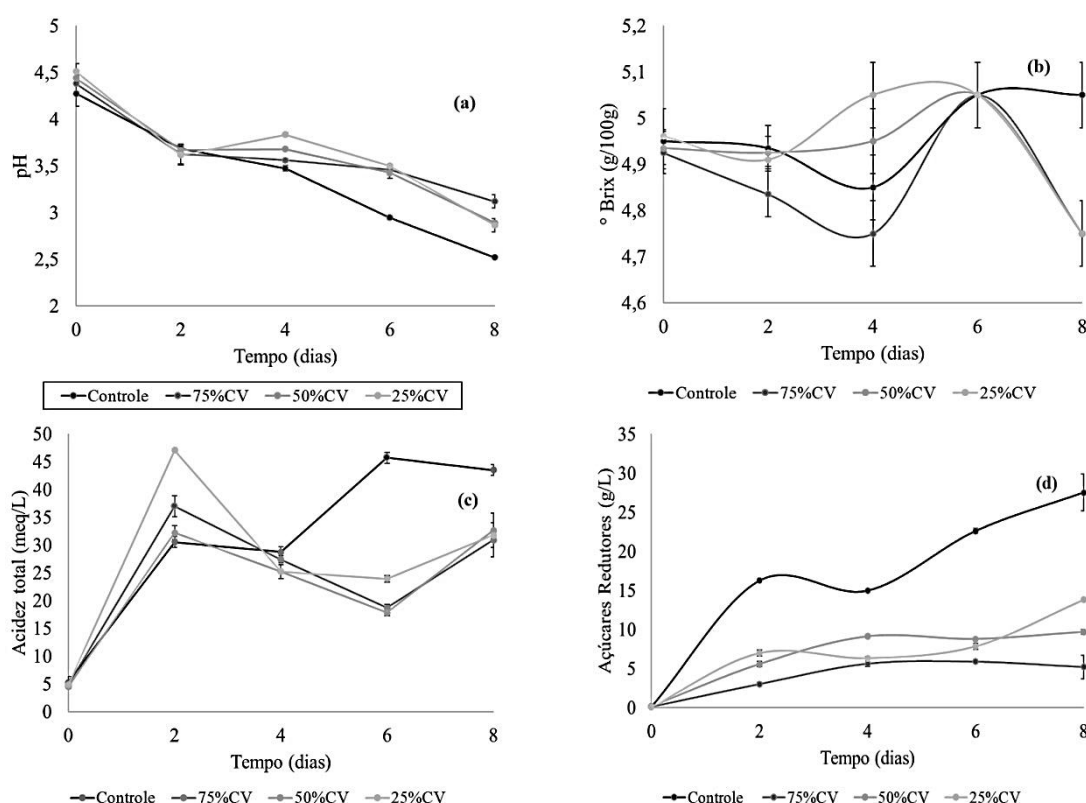 5
4,5
4
3,5
3
2,5
2
pH
(a)
0 2 4 6 8
Tempo (dias)
Controle 75%CV 50%CV 25%CV
5,2
5,1
5
4,9
4,8
4,7
4,6
° Brix (g/100g)
(b)
0 2 4 6 8
Tempo (dias)
Controle 75%CV 50%CV 25%CV
50
45
40
35
30
25
20
15
10
5
0
Acidez total (meq/L)
(c)
0 2 4 6 8
Tempo (dias)
Controle 75%CV 50%CV 25%CV
35
30
25
20
15
10
5
0
Açúcares Redutores (g/L)
(d)
0 2 4 6 8
Tempo (dias)
Controle 75%CV 50%CV 25%CV